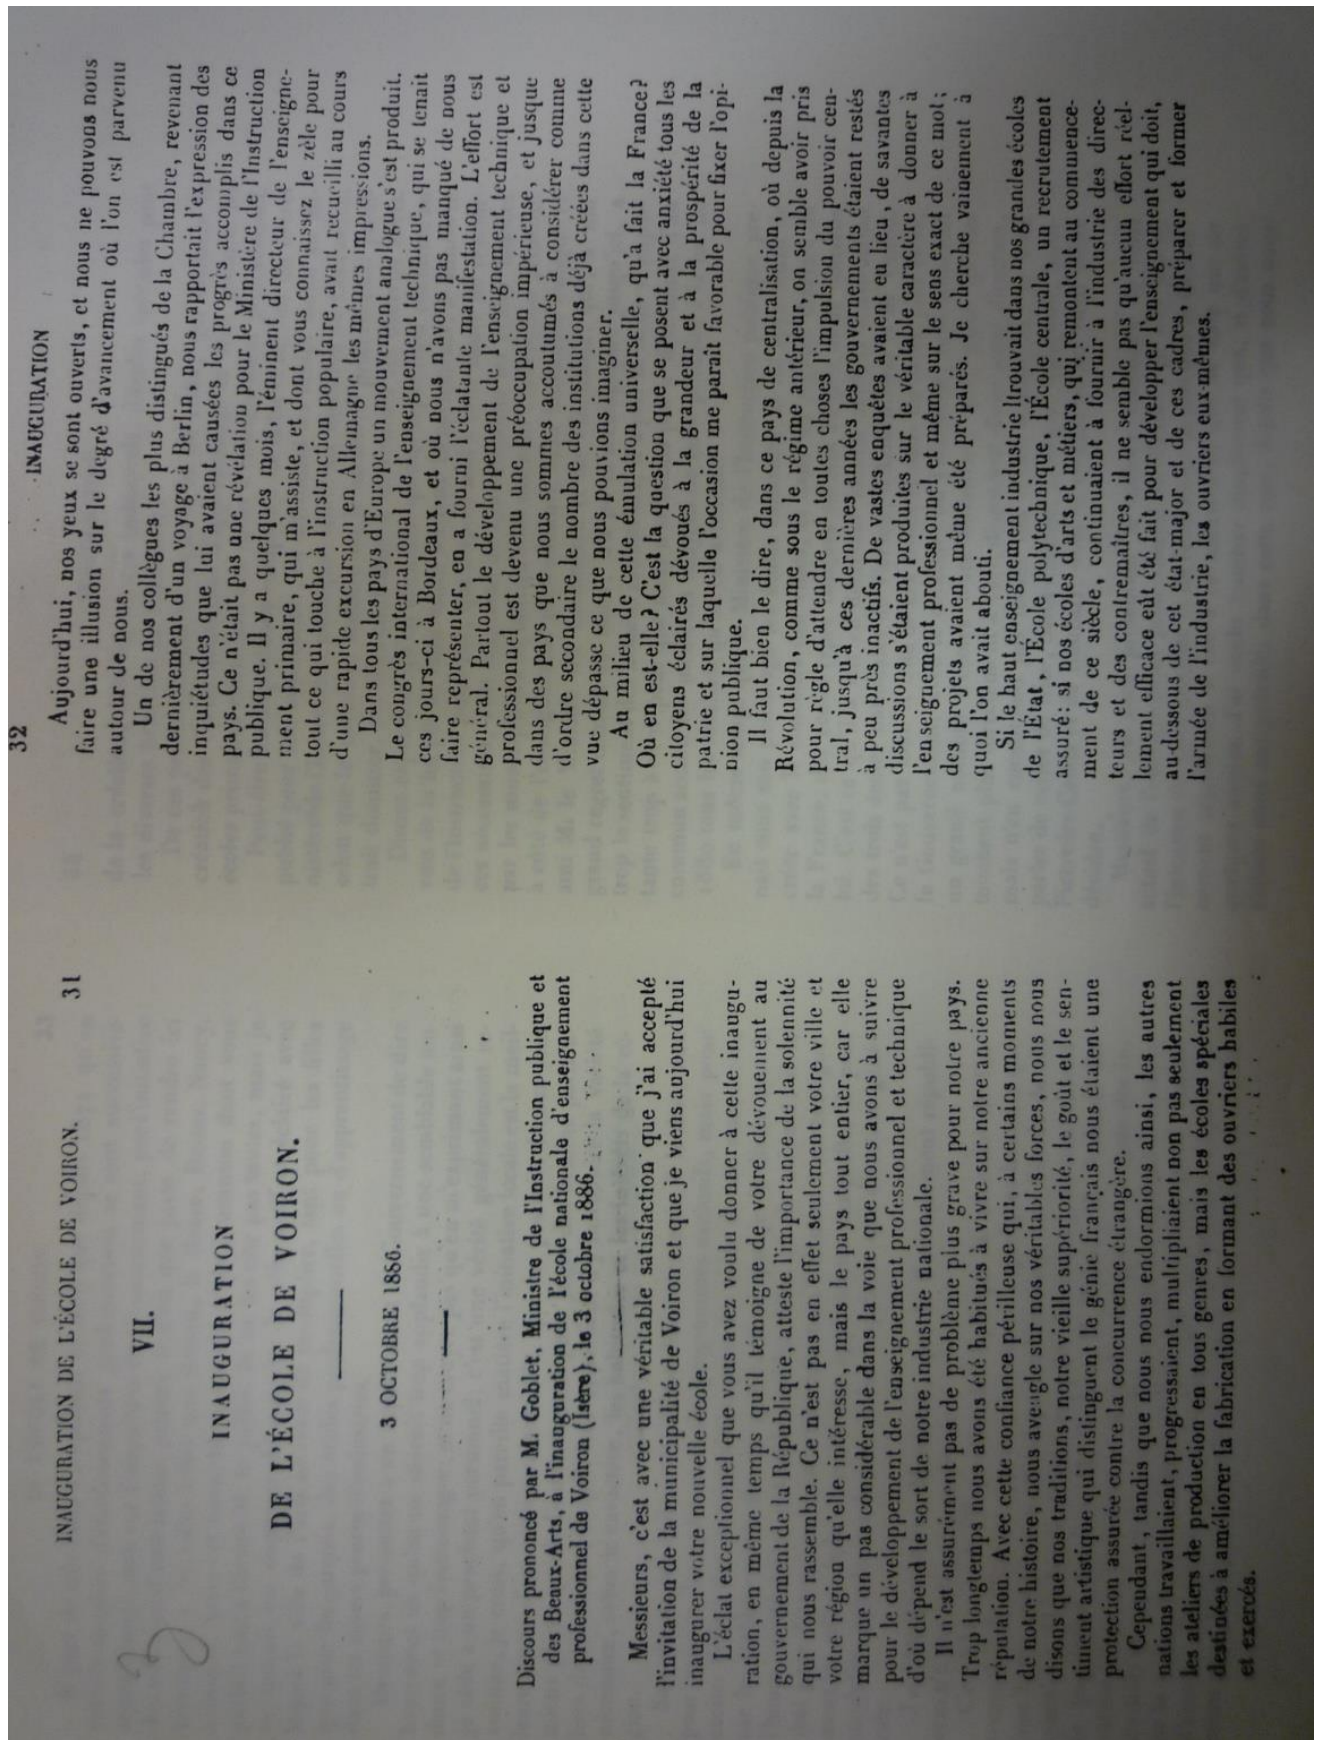 INAUGURATION DE L'ÉCOLE DE VOIRON. 31
VII.
INAUGURATION
DE L'ÉCOLE DE VOIRON.
3 OCTOBRE 1886.
Discours prononcé par M. Goblet, Ministre de l'Instruction publique et
des Beaux-Arts, à l'inauguration de l'école nationale d'enseignement
professionnel de Voiron (Isère), le 3 octobre 1886.
Messieurs, c'est avec une véritable satisfaction que j'ai accepté
l'invitation de la municipalité de Voiron et que je viens aujourd'hui
inaugurer votre nouvelle école.
L'éclat exceptionnel que vous avez voulu donner à cette inaugu-
ration, en même temps qu'il témoigne de votre dévouement au
gouvernement de la République, atteste l'importance de la solennité
qui nous rassemble. Ce n'est pas en effet seulement votre ville et
votre région qu'elle intéresse, mais le pays tout entier, car elle
marque un pas considérable dans la voie que nous avons à suivre
pour le développement de l'enseignement professionnel et technique
d'où dépend le sort de notre industrie nationale.
Il n'est assurément pas de problème plus grave pour notre pays.
Trop longtemps nous avons été habitués à vivre sur notre ancienne
réputation. Avec cette confiance périlleuse qui, à certains moments
de notre histoire, nous aveugle sur nos véritables forces, nous nous
disons que nos traditions, notre vieille supériorité, le goût et le sen-
timent artistique qui distinguent le génie français nous étaient une
protection assurée contre la concurrence étrangère.
Cependant, tandis que nous nous endormions ainsi, les autres
nations travaillaient, progressaient, multipliaient non pas seulement
les ateliers de production en tous genres, mais les écoles spéciales
destinées à améliorer la fabrication en formant des ouvriers habiles
et exercés.
32 INAUGURATION
Aujourd'hui, nos yeux se sont ouverts, et nous ne pouvons nous
faire une illusion sur le degré d'avancement où l'on est parvenu
autour de nous.
Un de nos collègues les plus distingués de la Chambre, revenant
dernièrement d'un voyage à Berlin, nous rapportait l'expression des
inquiétudes que lui avaient causées les progrès accomplis dans ce
pays. Ce n'était pas une révélation pour le Ministère de l'Instruction
publique. Il y a quelques mois, l'éminent directeur de l'enseigne-
ment primaire, qui m'assiste, et dont vous connaissez le zèle pour
tout ce qui touche à l'instruction populaire, avait recueilli au cours
d'une rapide excursion en Allemagne les mêmes impressions.
Dans tous les pays d'Europe un mouvement analogue s'est produit.
Le congrès international de l'enseignement technique, qui se tenait
ces jours-ci à Bordeaux, et où nous n'avons pas manqué de nous
faire représenter, en a fourni l'éclatante manifestation. L'effort est
général. Partout le développement de l'enseignement technique et
professionnel est devenu une préoccupation impérieuse, et jusque
dans des pays que nous sommes accoutumés à considérer comme
d'ordre secondaire le nombre des institutions déjà créées dans cette
vue dépasse ce que nous pouvions imaginer.
Au milieu de cette émulation universelle, qu'a fait la France?
Où en est-elle? C'est la question que se posent avec anxiété tous les
citoyens éclairés dévoués à la grandeur et à la prospérité de la
patrie et sur laquelle l'occasion me paraît favorable pour fixer l'opi-
nion publique.
Il faut bien le dire, dans ce pays de centralisation, où depuis la
Révolution, comme sous le régime antérieur, on semble avoir pris
pour règle d'attendre en toutes choses l'impulsion du pouvoir cen-
tral, jusqu'à ces dernières années les gouvernements étaient restés
à peu près inactifs. De vastes enquêtes avaient eu lieu, de savantes
discussions s'étaient produites sur le véritable caractère à donner à
l'enseignement professionnel et même sur le sens exact de ce mot;
des projets avaient même été préparés. Je cherche vainement à
quoi l'on avait abouti.
Si le haut enseignement industriel trouvait dans nos grandes écoles
de l'État, l'École polytechnique, l'École centrale, un recrutement
assuré: si nos écoles d'arts et métiers, qui remontent au commence-
ment de ce siècle, continuaient à fournir à l'industrie des direc-
teurs et des contremaîtres, il ne semble pas qu'aucun effort réel-
lement efficace eût été fait pour développer l'enseignement qui doit,
au-dessous de cet état-major et de ces cadres, préparer et former
l'armée de l'industrie, les ouvriers eux-mêmes.